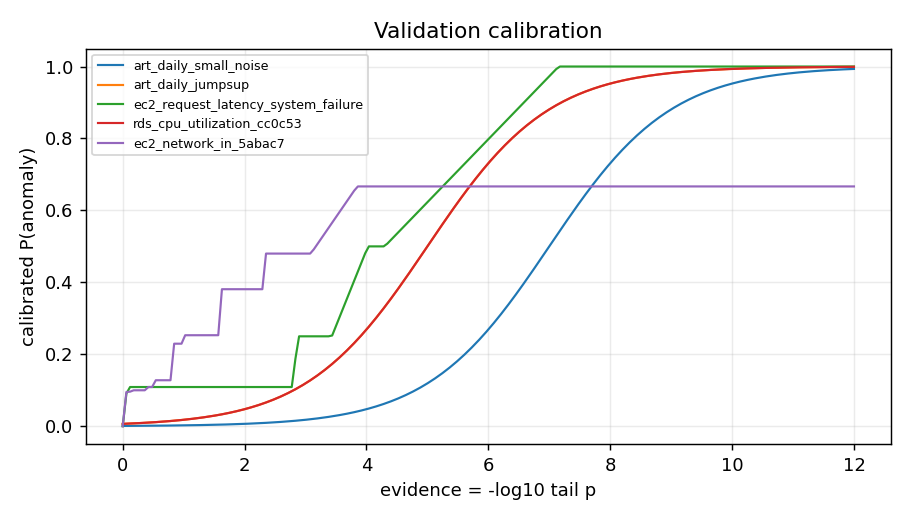 Validation calibration
art_daily_small_noise
art_daily_jumpsup
ec2_request_latency_system_failure
rds_cpu_utilization_cc0c53
ec2_network_in_5abac7
calibrated P(anomaly)
1.0
0.8
0.6
0.4
0.2
0.0
0 2 4 6 8 10 12
evidence = -log10 tail p